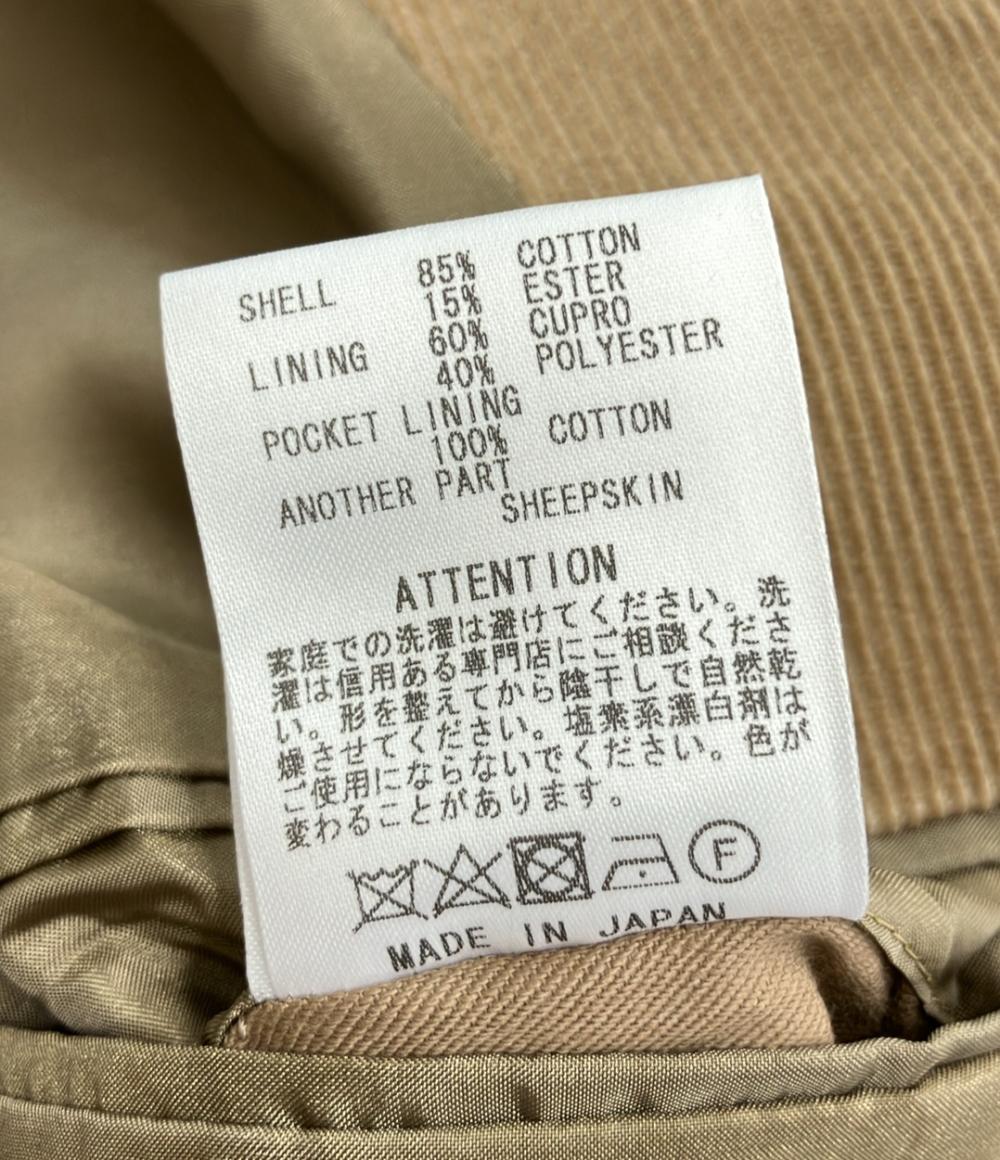 SHELL 85% COTTON
15% ESTER
LINING 60% CUPRO
40% POLYESTER
POCKET LINING
100% COTTON
ANOTHER PART
SHEEPSKIN
ATTENTION
家庭での洗濯は避けてください。洗
濯は信用ある専門店にご相談くださ
い。形を整えてから陰干しで自然乾
燥させてください。塩素系漂白剤は
ご使用にならないでください。色が
変わることがあります。
F
MADE IN JAPAN